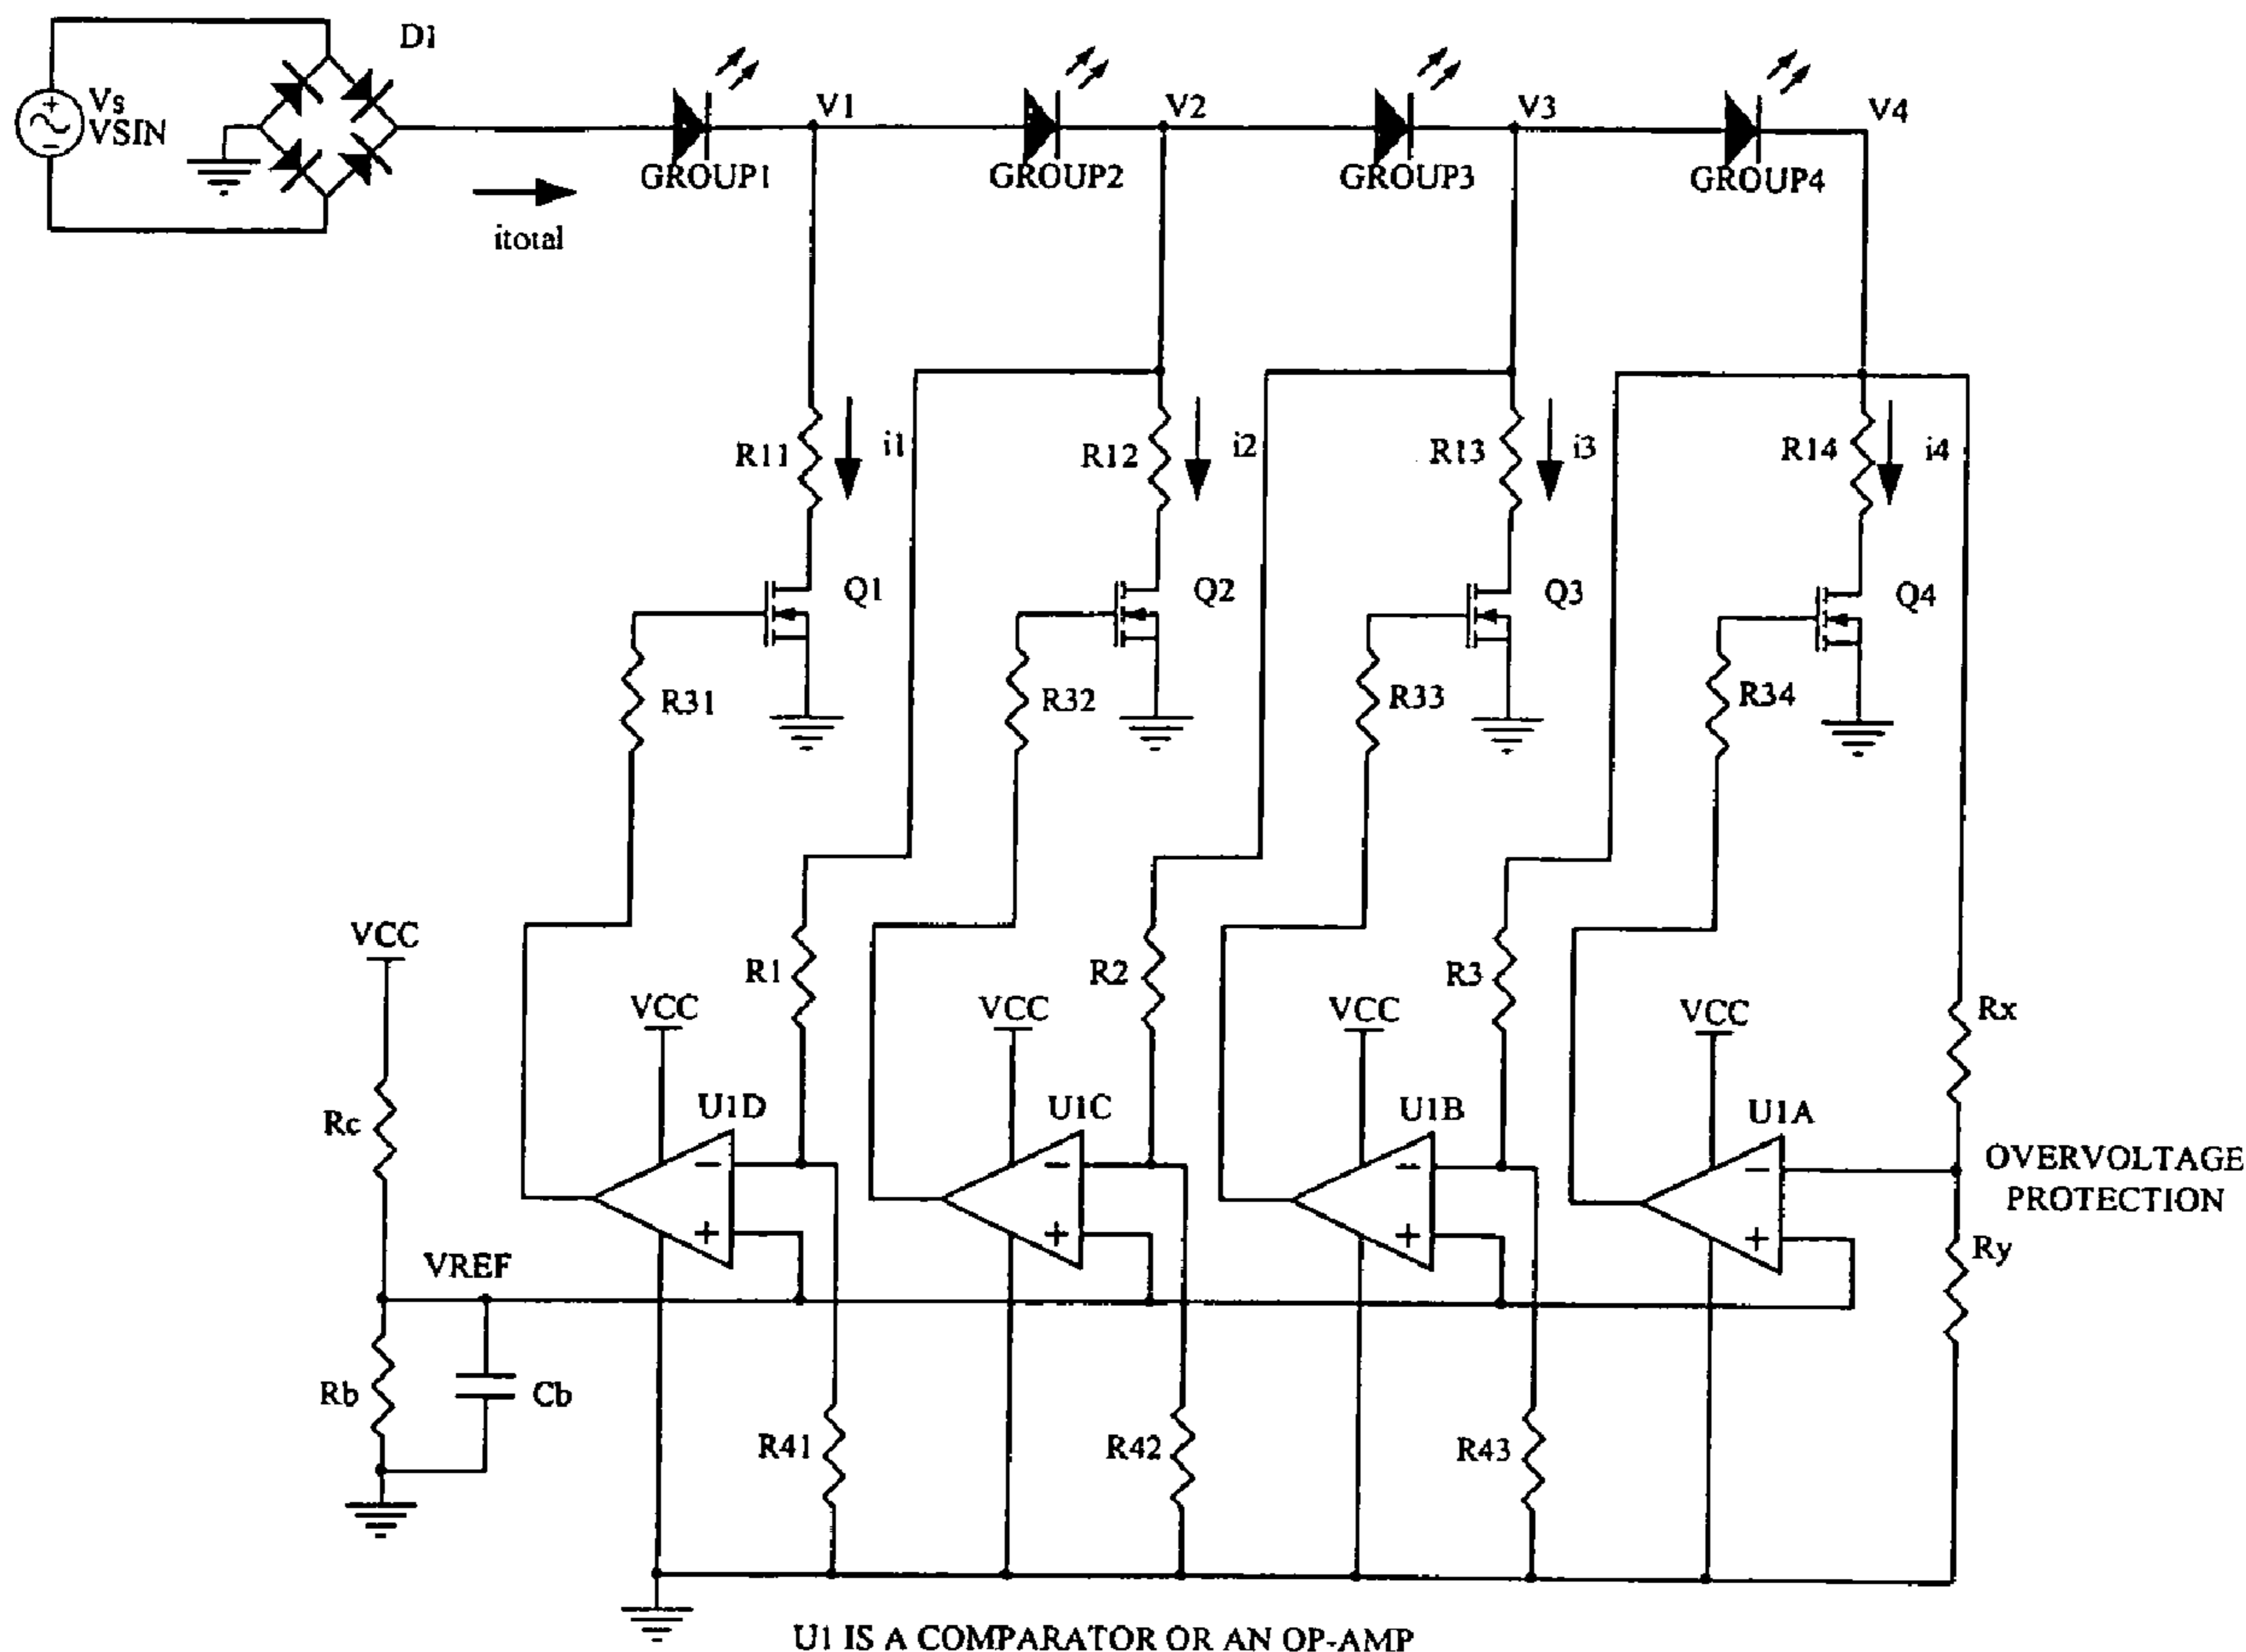 D1
Vs
VSIN
V1
V2
V3
V4
GROUP1
GROUP2
GROUP3
GROUP4
itotal
R11
i1
R12
i2
R13
i3
R14
i4
Q1
Q2
Q3
Q4
R31
R32
R33
R34
VCC
R1
R2
R3
VCC
VCC
VCC
VCC
Rx
Rc
U1D
U1C
U1B
U1A
OVERVOLTAGE
PROTECTION
VREF
Ry
Rb
Cb
R41
R42
R43
U1 IS A COMPARATOR OR AN OP-AMP